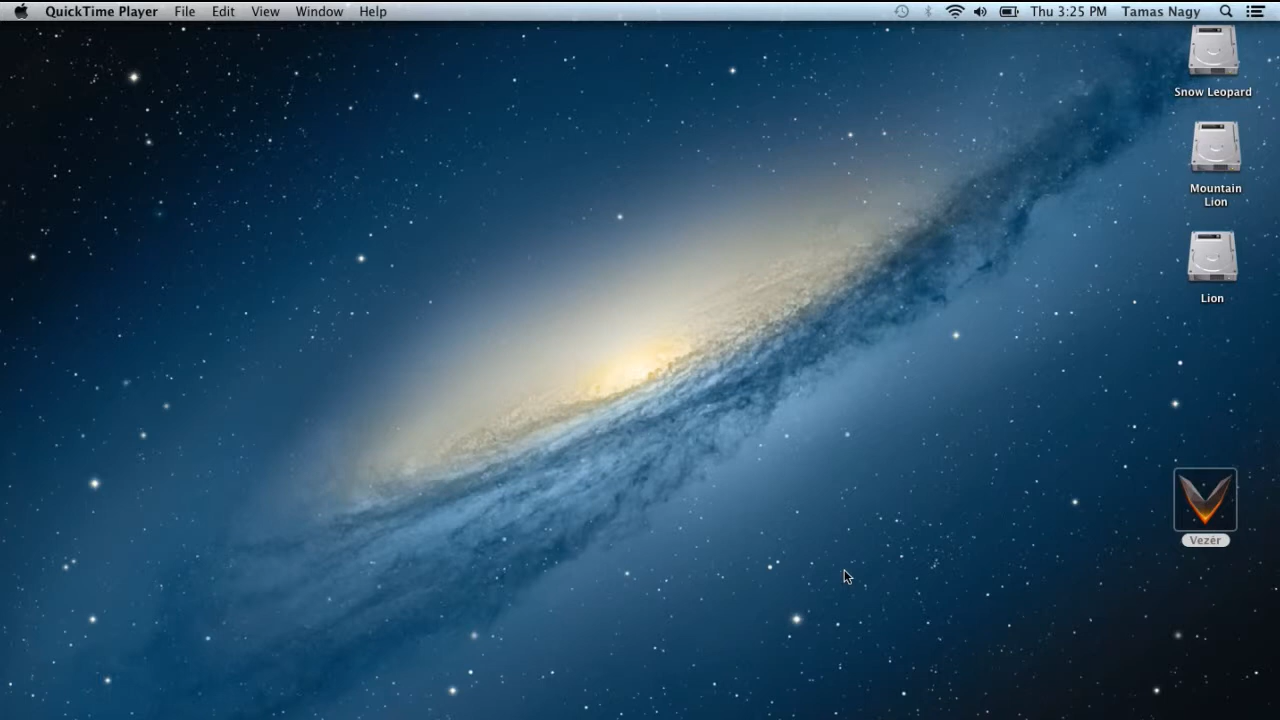 QuickTime Player File Edit View Window Help Thu 3:25 PM Tamas Nagy
Snow Leopard
Mountain
Lion
Lion
Vezér